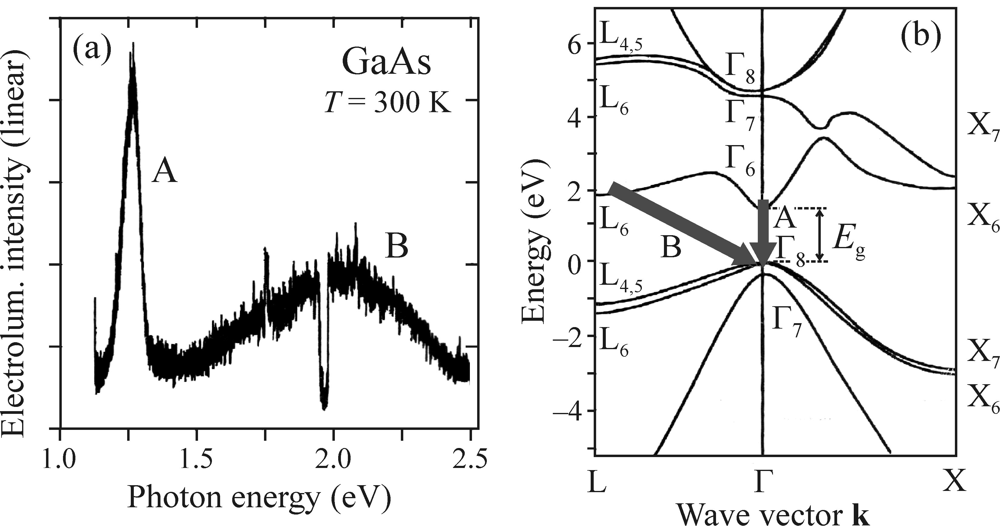 (a)
GaAs
T = 300 K
A
B
Electrolum. intensity (linear)
1.0 1.5 2.0 2.5
Photon energy (eV)
(b)
Energy (eV)
6
4
2
0
–2
–4
L4,5
L6
L6
L4,5
L6
Γ8
Γ7
Γ6
A
Γ8
Eg
B
Γ7
X7
X6
X7
X6
L Γ X
Wave vector k